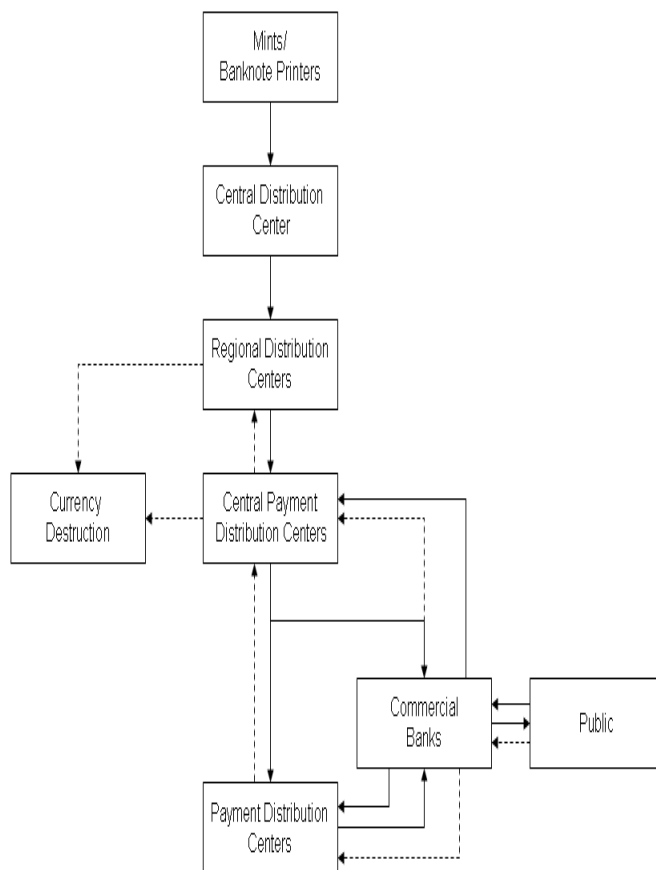 Mints/
Banknote Printers
Central Distribution
Center
Regional Distribution
Centers
Currency
Destruction
Central Payment
Distribution Centers
Commercial
Banks
Public
Payment Distribution
Centers